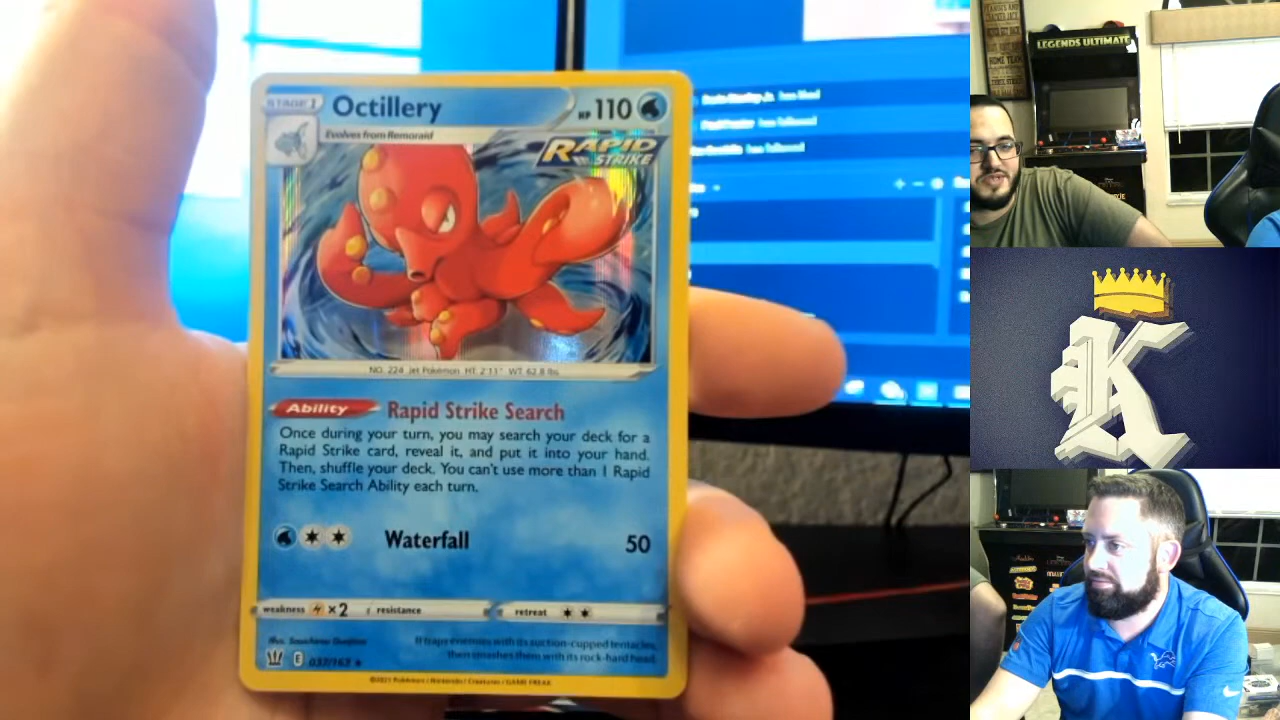 STAGE 1
Octillery
HP 110
Evolves from Remoraid
RAPID
STRIKE
NO. 224 Jet Pokémon HT: 2'11" WT: 62.8 lbs.
Ability Rapid Strike Search
Once during your turn, you may search your deck for a
Rapid Strike card, reveal it, and put it into your hand.
Then, shuffle your deck. You can't use more than 1 Rapid
Strike Search Ability each turn.
Waterfall 50
weakness ×2 resistance retreat
It traps enemies with its suction-cupped tentacles,
then smashes them with its rock-hard head.
E 037/163
©2021 Pokémon / Nintendo / Creatures / GAME FREAK
LEGENDS ULTIMATE
HOME TEAM
K